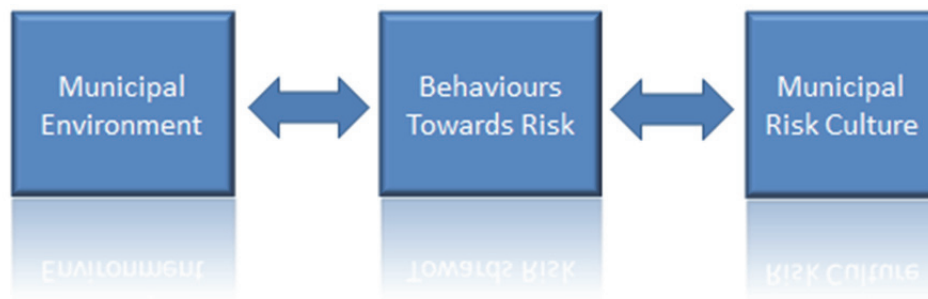 Municipal
Environment
Behaviours
Towards Risk
Municipal
Risk Culture